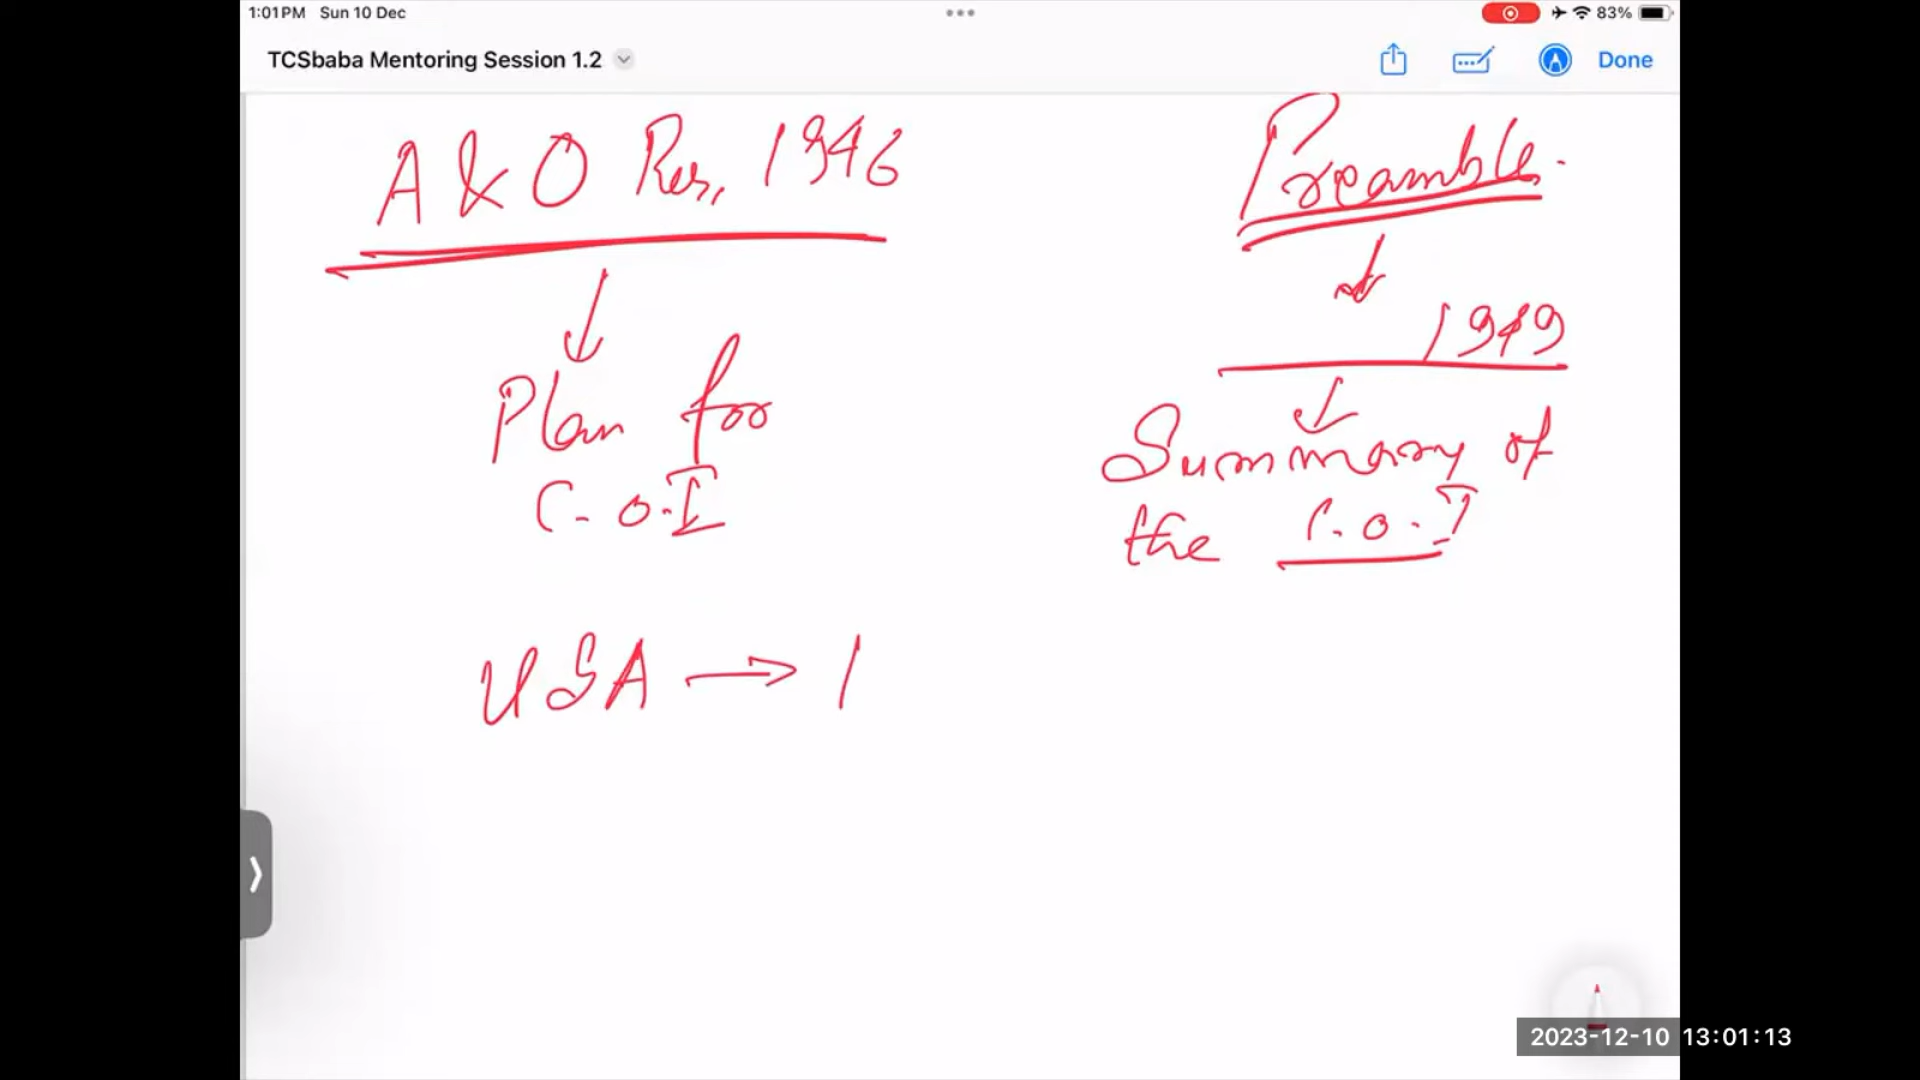 1:01 PM Sun 10 Dec
83%
TCSbaba Mentoring Session 1.2
Done
A & O Res, 1946
Plan for
C.O.I
USA → 1
Preamble.
1949
Summary of
the C.O.I
2023-12-10 13:01:13